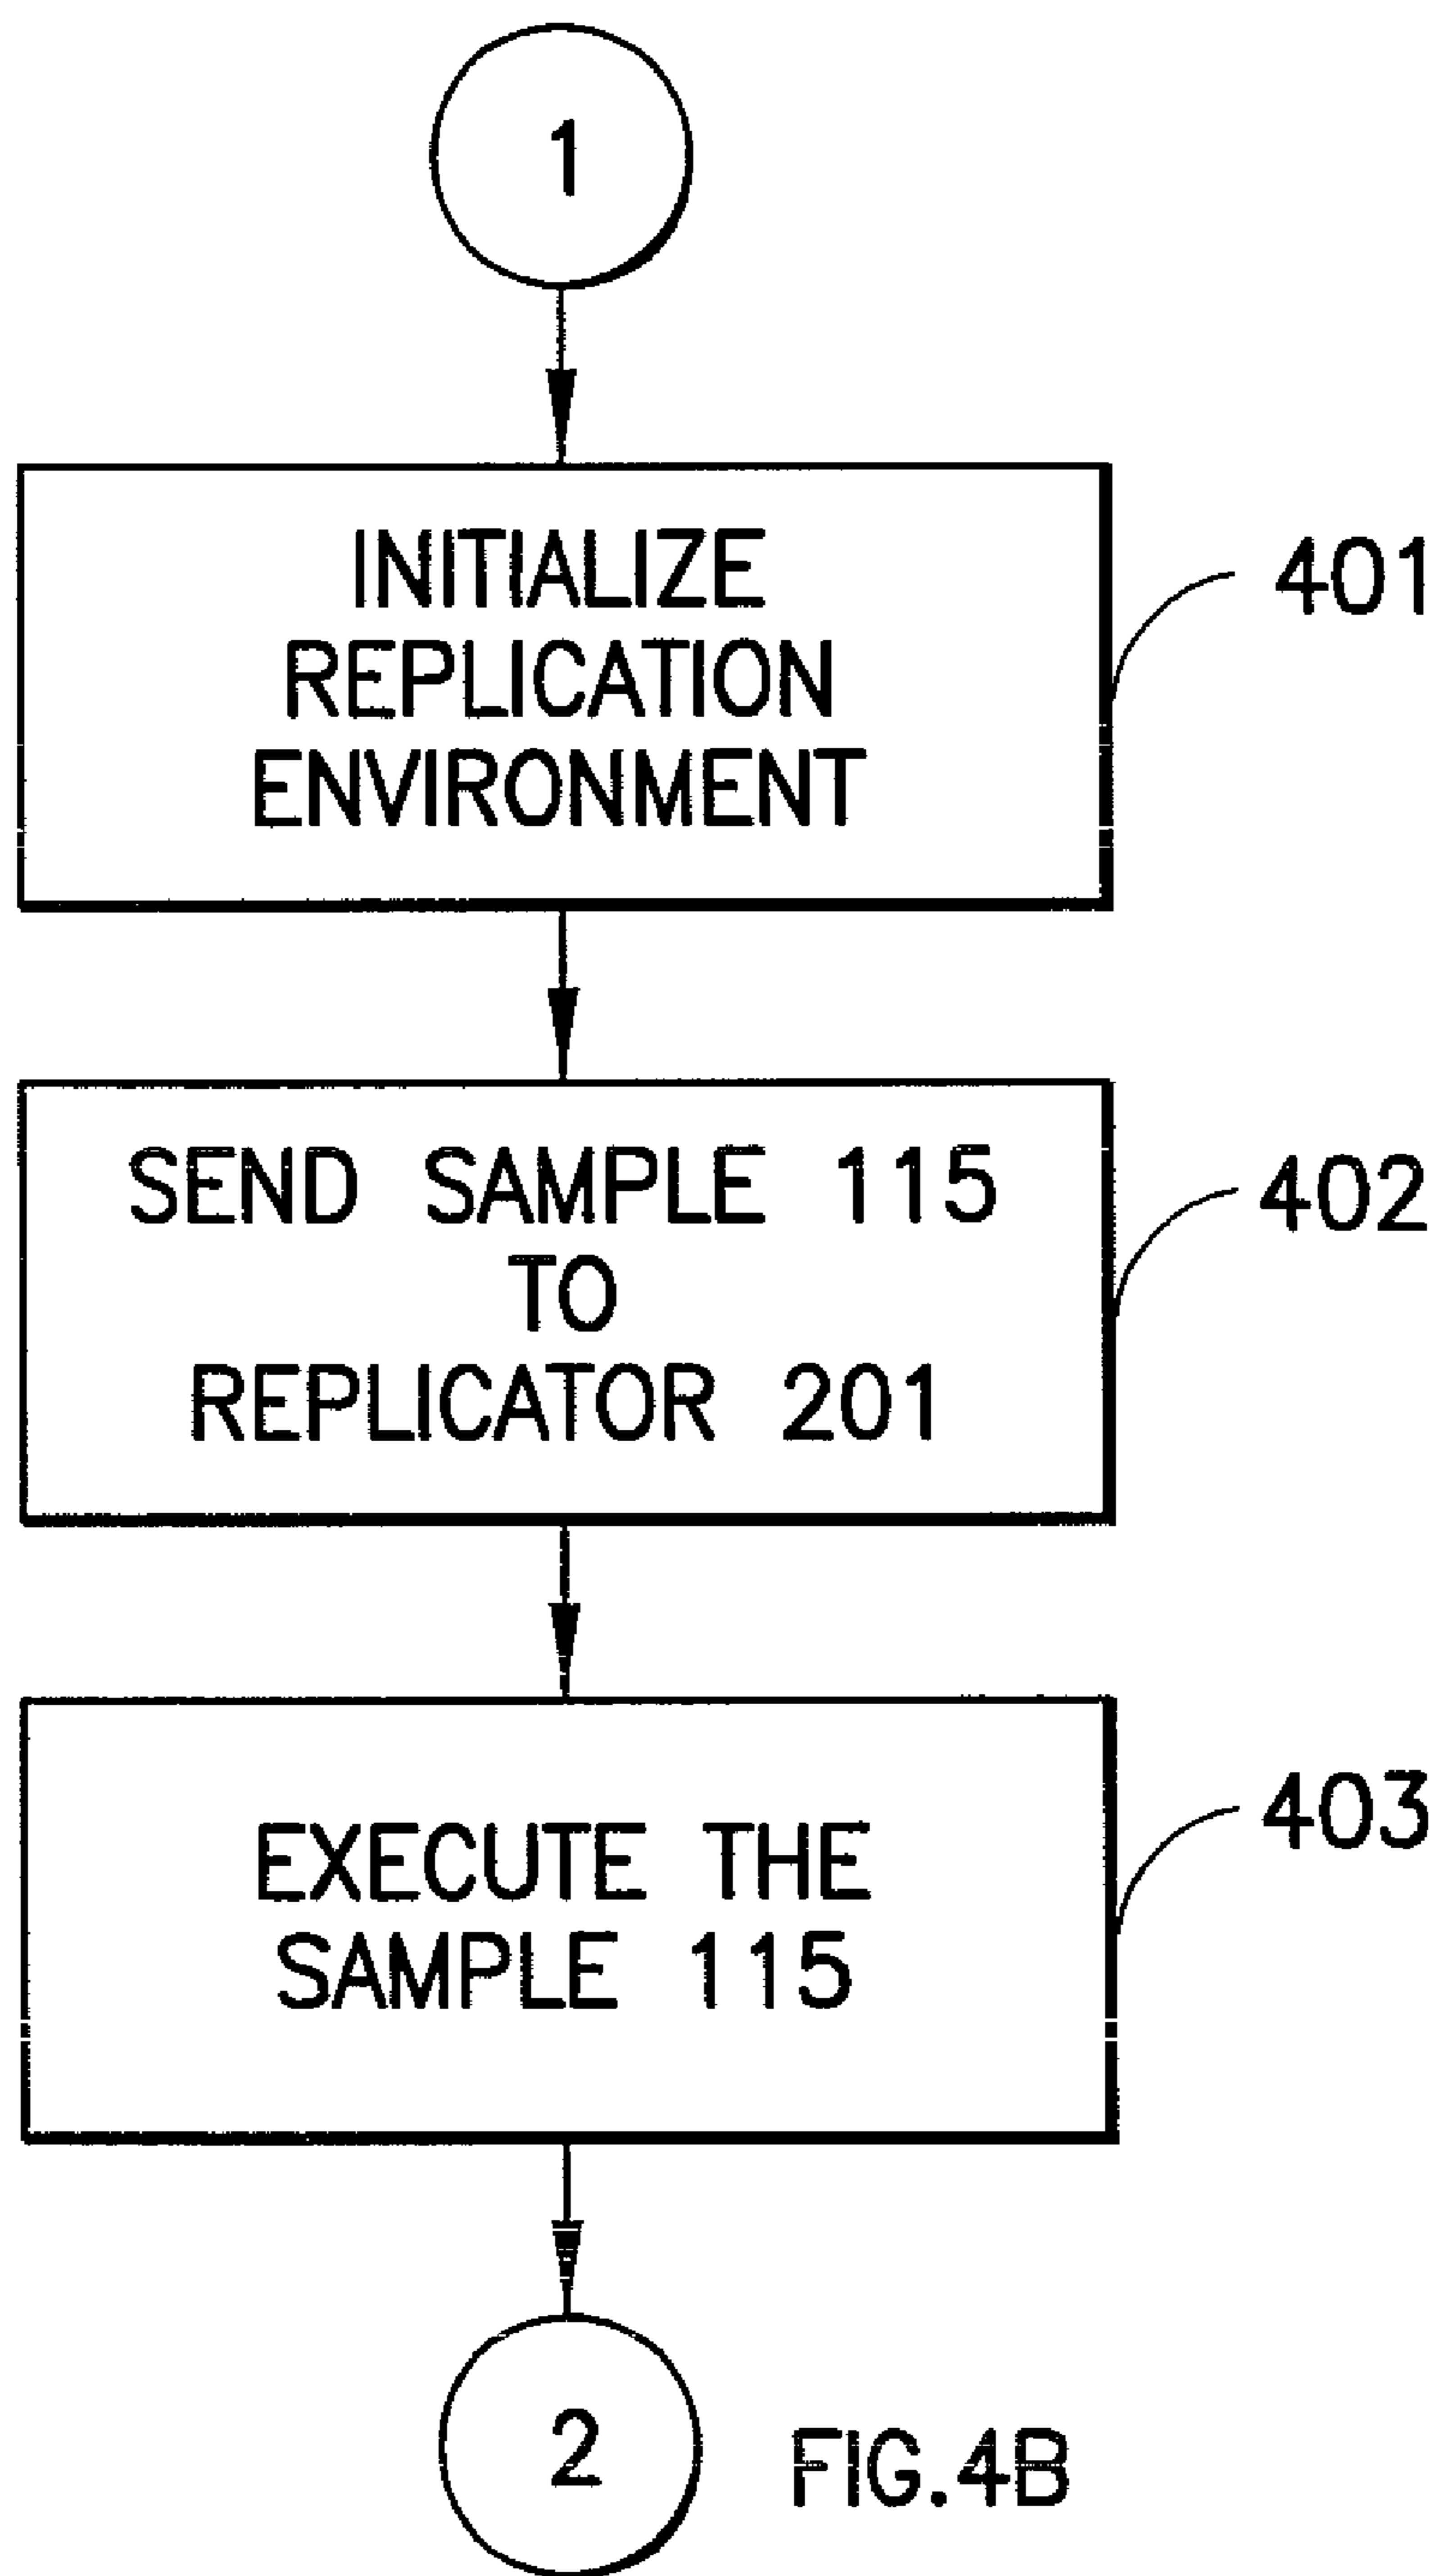 1
INITIALIZE
REPLICATION
ENVIRONMENT
401
SEND SAMPLE 115
TO
REPLICATOR 201
402
EXECUTE THE
SAMPLE 115
403
2
FIG.4B